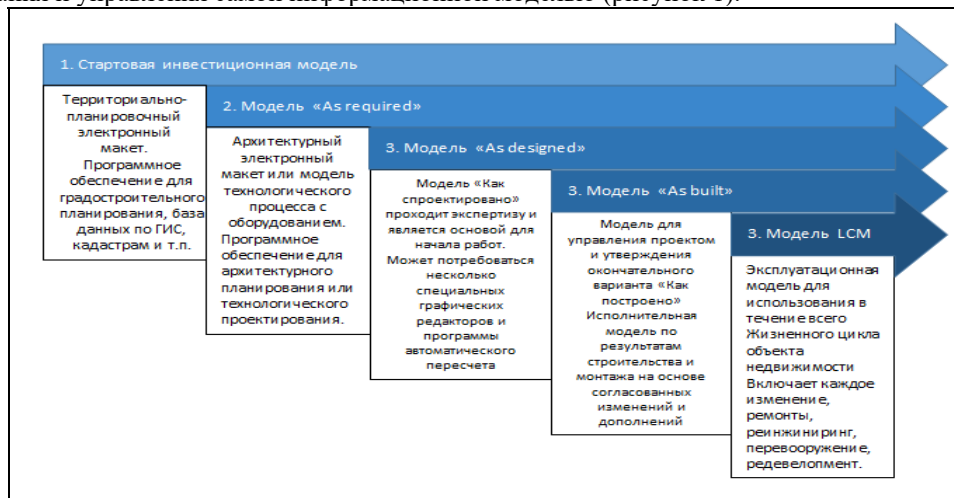 1. Стартовая инвестиционная модель
Территориально-
планировочный
электронный
макет.
Программное
обеспечение для
градостроительного
планирования, база
данных по ГИС,
кадастрам и т.п.
2. Модель «As required»
Архитектурный
электронный
макет или модель
технологического
процесса с
оборудованием.
Программное
обеспечение для
архитектурного
планирования или
технологического
проектирования.
3. Модель «As designed»
Модель «Как
спроектировано»
проходит экспертизу и
является основой для
начала работ.
Может потребоваться
несколько
специальных
графических
редакторов и
программы
автоматического
пересчета
3. Модель «As built»
Модель для
управления проектом
и утверждения
окончательного
варианта «Как
построено»
Исполнительная
модель по
результатам
строительства и
монтажа на основе
согласованных
изменений и
дополнений
3. Модель LCM
Эксплуатационная
модель для
использования в
течение всего
Жизненного цикла
объекта
недвижимости
Включает каждое
изменение,
ремонты,
реинжиниринг,
перевооружение,
редевелопмент.